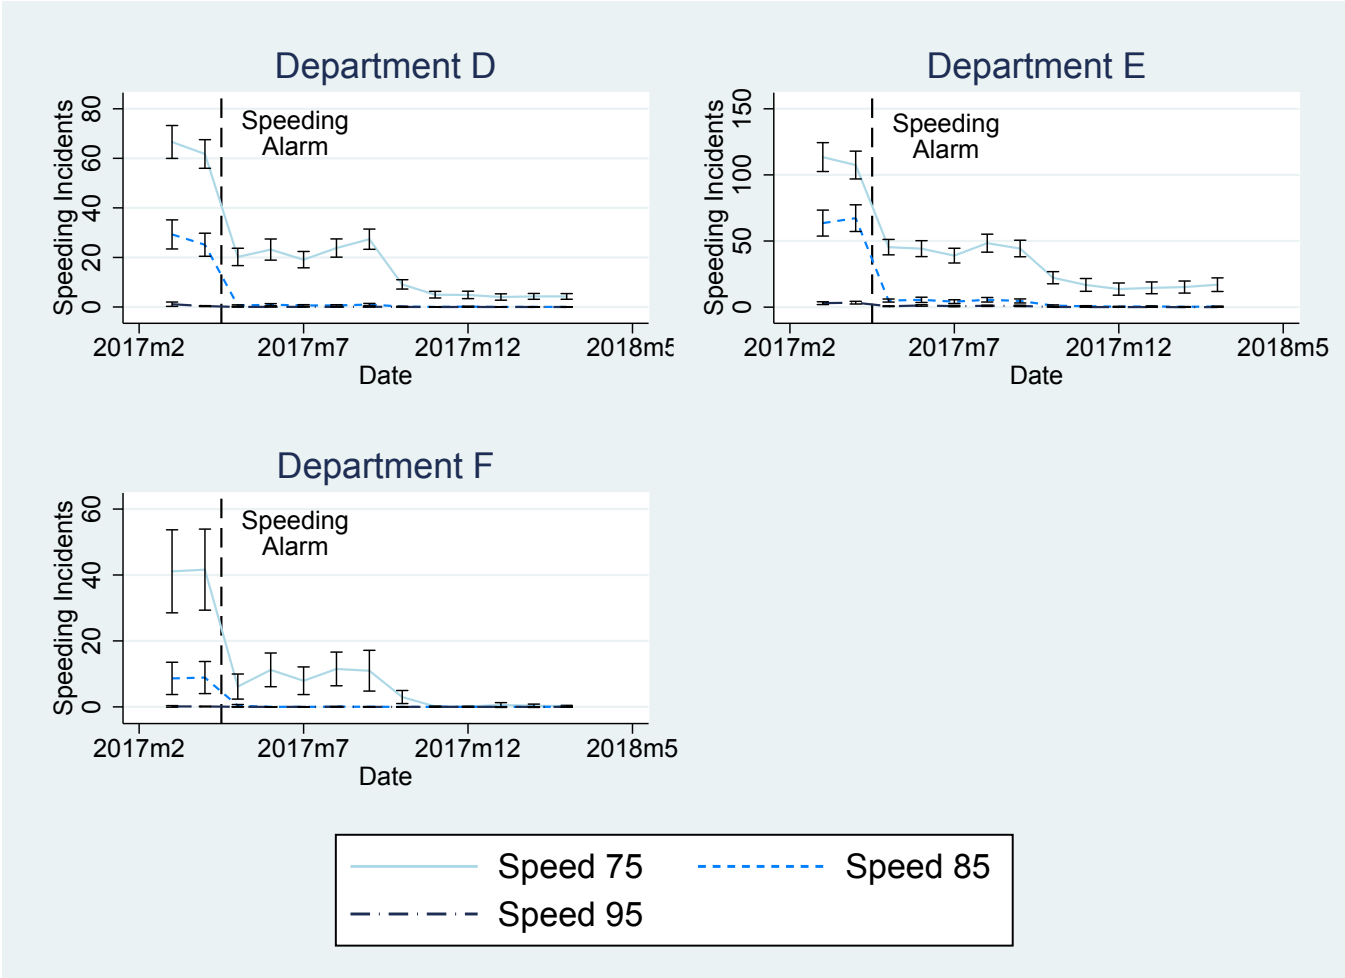 Department D
Speeding Incidents
80
60
40
20
0
Speeding
Alarm
2017m2 2017m7 2017m12 2018m5
Date
Department E
Speeding Incidents
150
100
50
0
Speeding
Alarm
2017m2 2017m7 2017m12 2018m5
Date
Department F
Speeding Incidents
60
40
20
0
Speeding
Alarm
2017m2 2017m7 2017m12 2018m5
Date
Speed 75 Speed 85
Speed 95